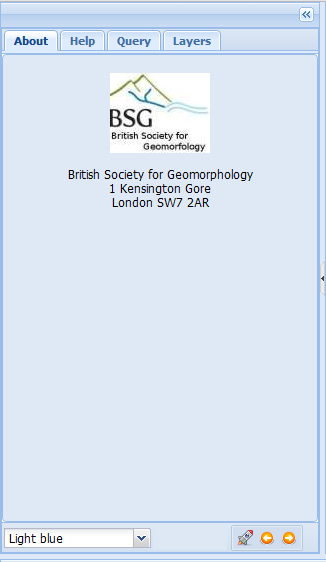 About Help Query Layers
BSG
British Society for
Geomorfology
British Society for Geomorphology
1 Kensington Gore
London SW7 2AR
Light blue